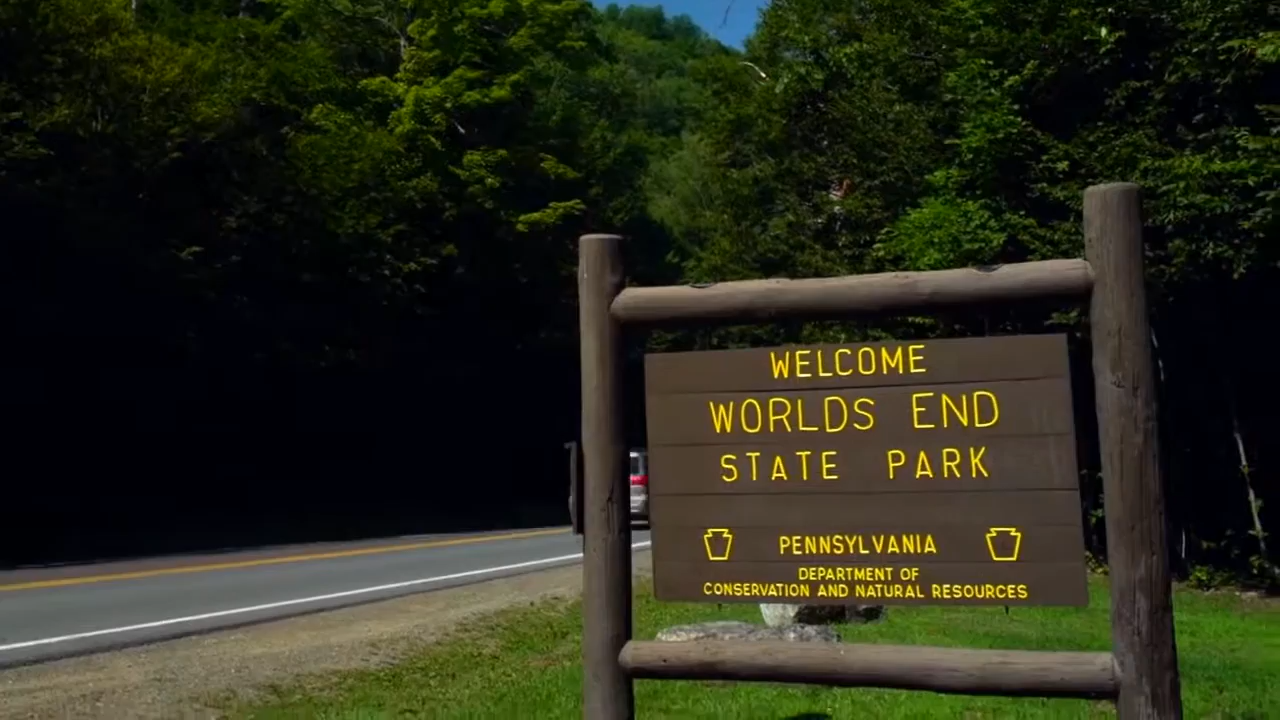 WELCOME
WORLDS END
STATE PARK
PENNSYLVANIA
DEPARTMENT OF
CONSERVATION AND NATURAL RESOURCES